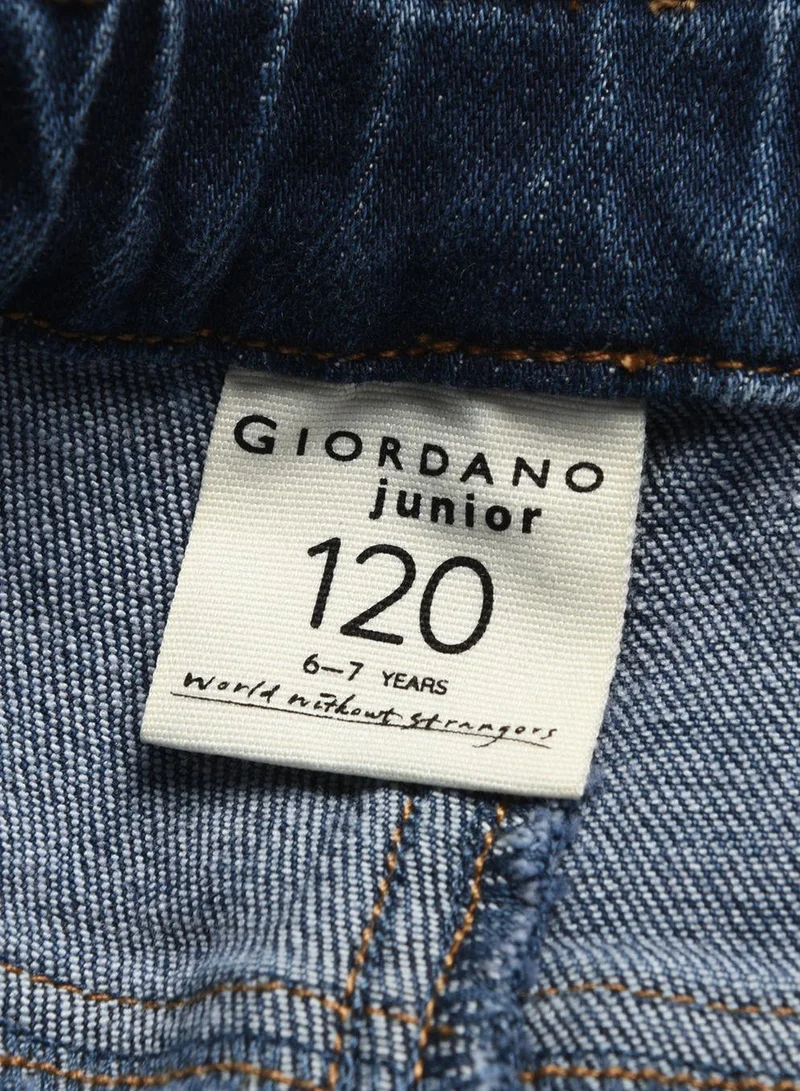 GIORDANO
junior
120
6–7 YEARS
World without strangers